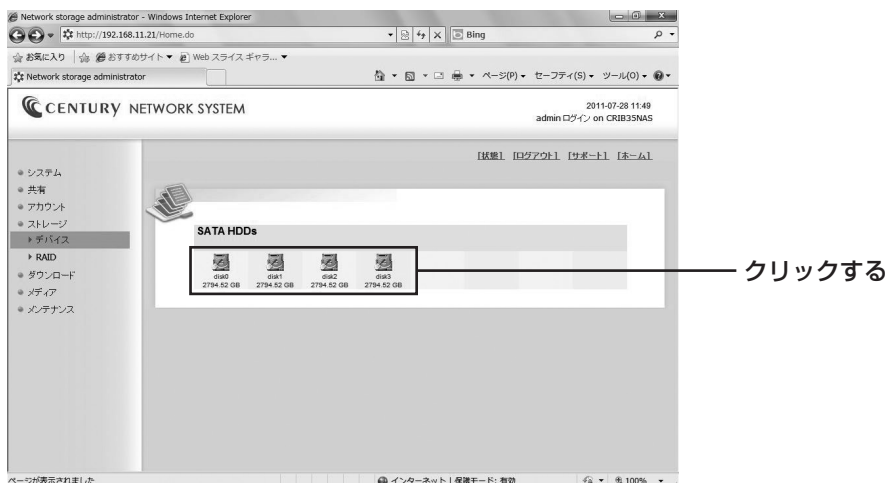 Network storage administrator - Windows Internet Explorer
http://192.168.11.21/Home.do
Bing
お気に入り
おすすめサイト ▼
Web スライス ギャラ... ▼
Network storage administrator
ページ(P) ▼ セーフティ(S) ▼ ツール(O) ▼
CENTURY NETWORK SYSTEM
2011-07-28 11:49
admin ログイン on CRIB35NAS
[状態] [ログアウト] [サポート] [ホーム]
システム
共有
アカウント
ストレージ
デバイス
RAID
ダウンロード
メディア
メンテナンス
SATA HDDs
disk0 disk1 disk2 disk3
2794.52 GB 2794.52 GB 2794.52 GB 2794.52 GB
クリックする
ページが表示されました
インターネット | 保護モード: 有効
100%